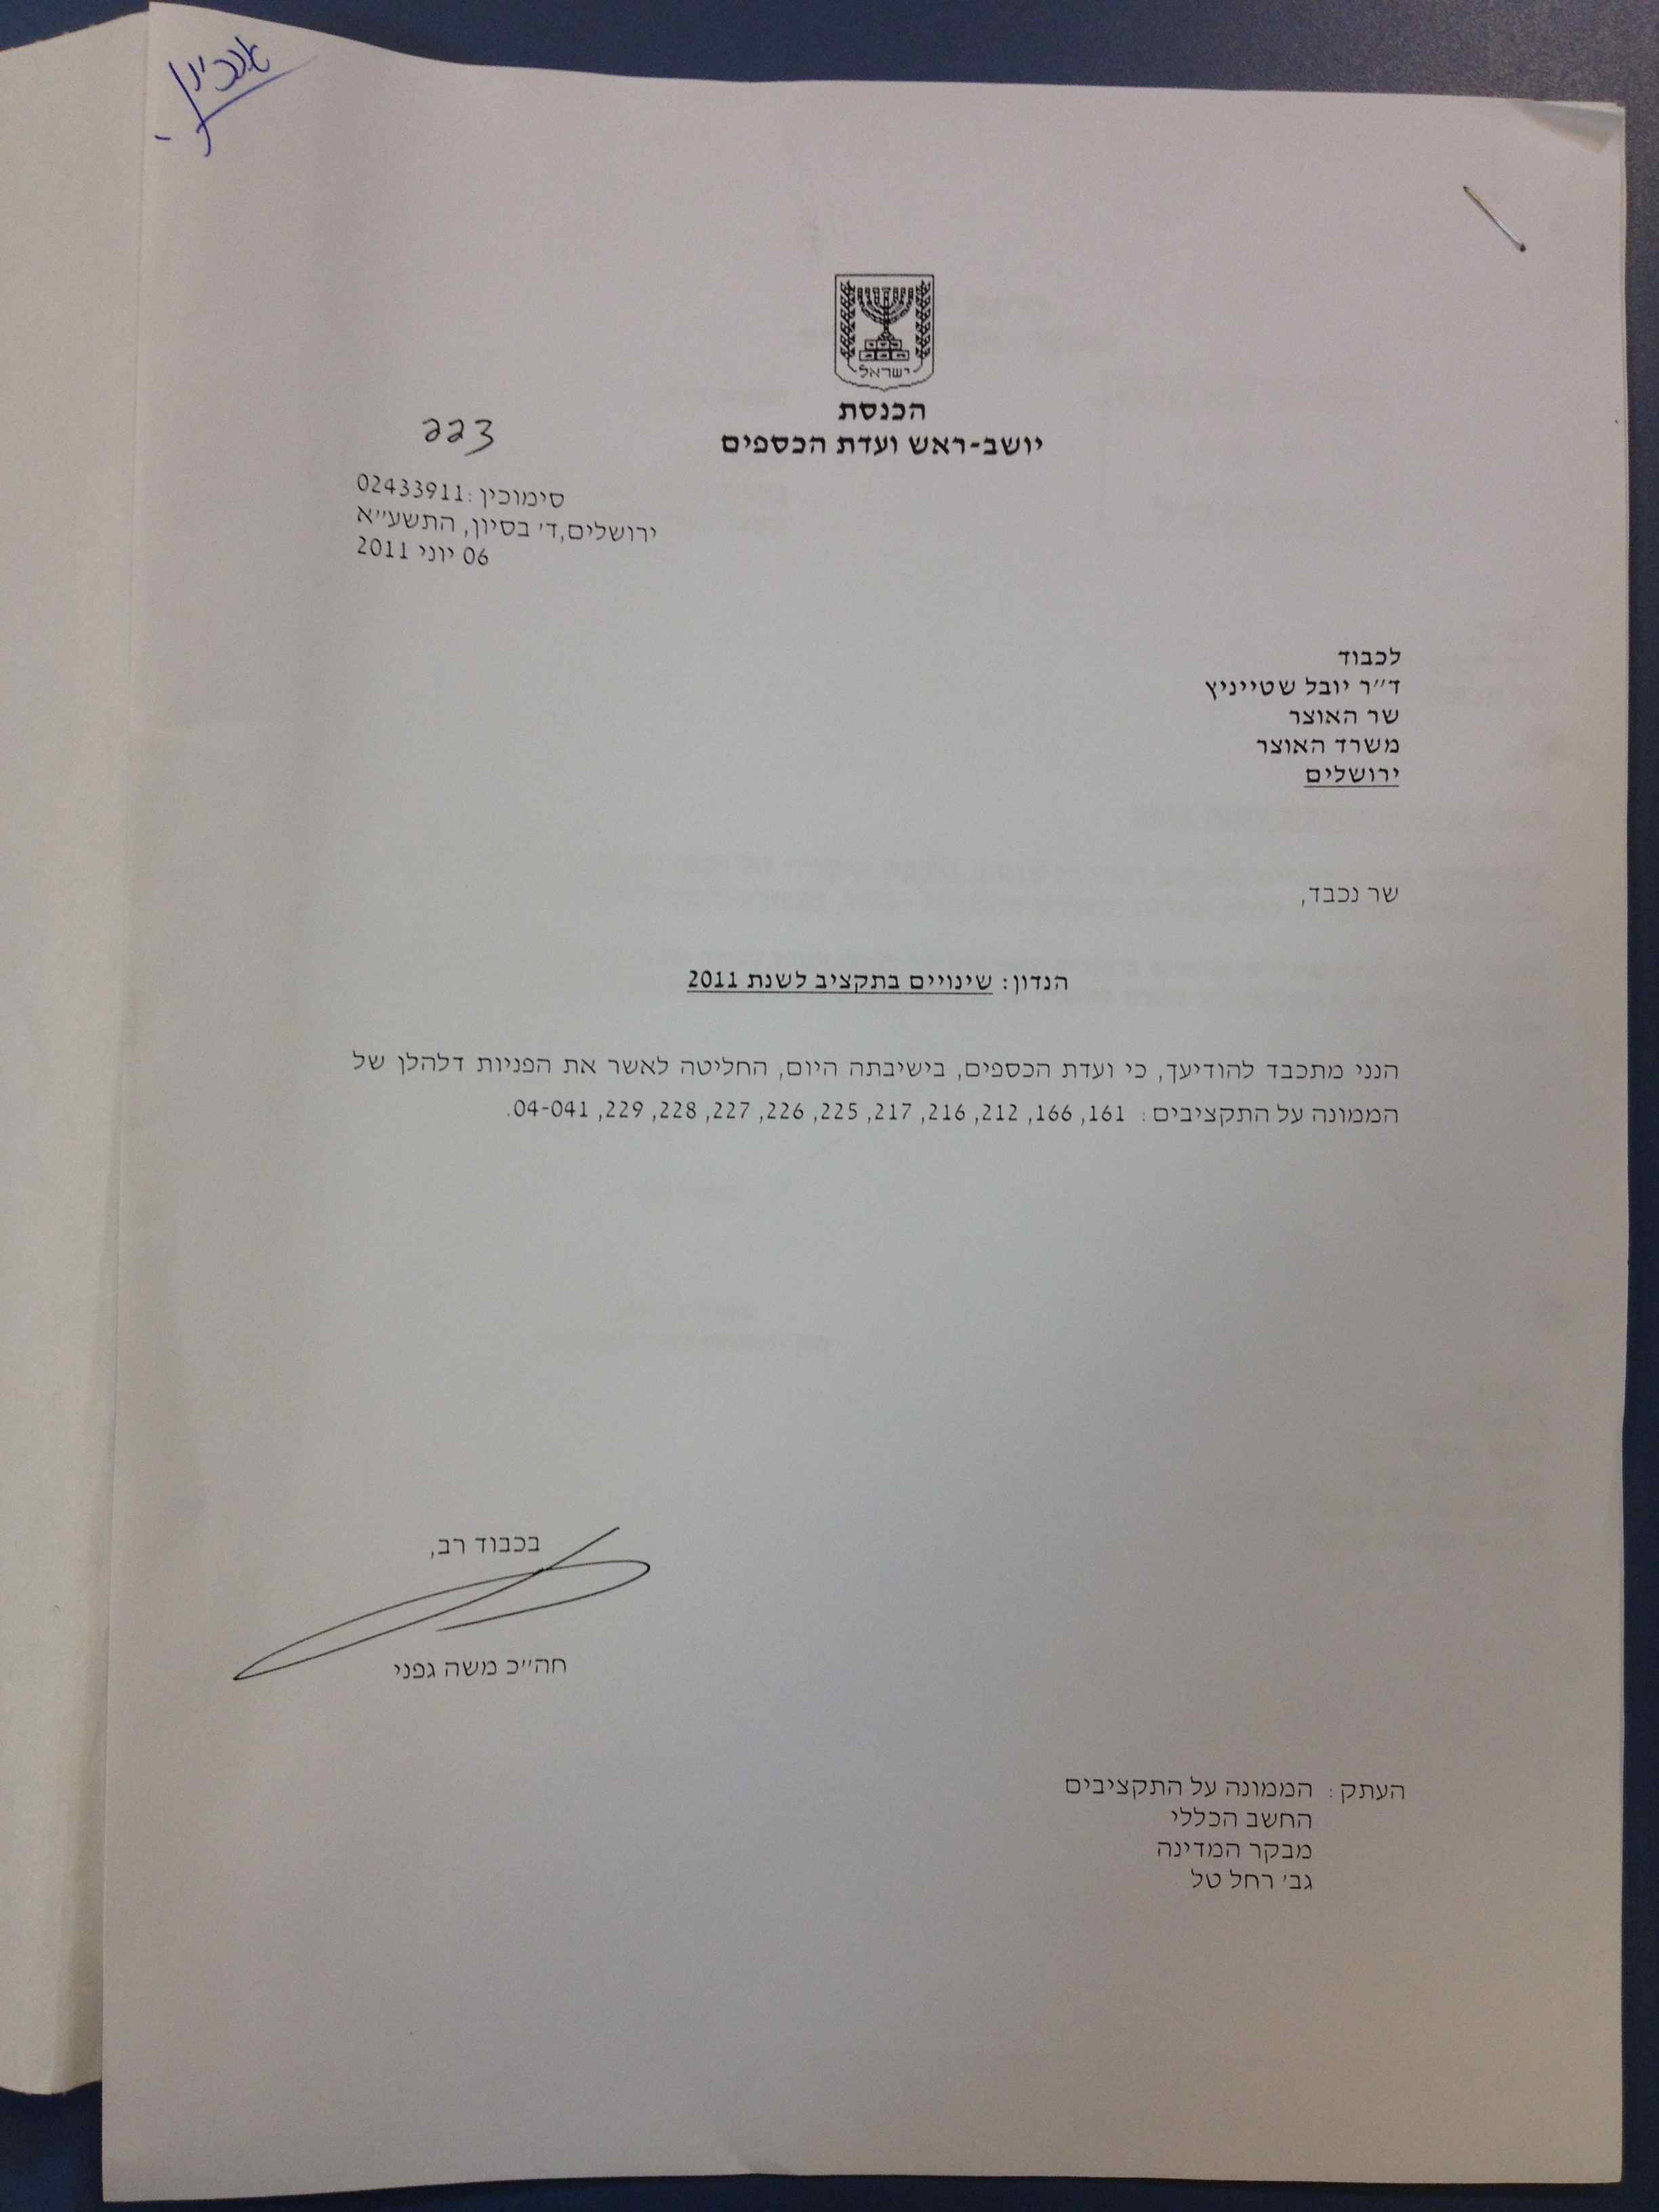 ישראל
הכנסת
יושב-ראש ועדת הכספים
223
סימוכין: 02433911
ירושלים, ד' בסיון, התשע"א
06 יוני 2011
לכבוד
ד"ר יובל שטייניץ
שר האוצר
משרד האוצר
ירושלים
שר נכבד,
הנדון: שינויים בתקציב לשנת 2011
הנני מתכבד להודיעך, כי ועדת הכספים, בישיבתה היום, החליטה לאשר את הפניות דלהלן של
הממונה על התקציבים: 161, 166, 212, 216, 217, 225, 226, 227, 228, 229, 04-041.
בכבוד רב,
חה"כ משה גפני
העתק: הממונה על התקציבים
החשב הכללי
מבקר המדינה
גב' רחל טל